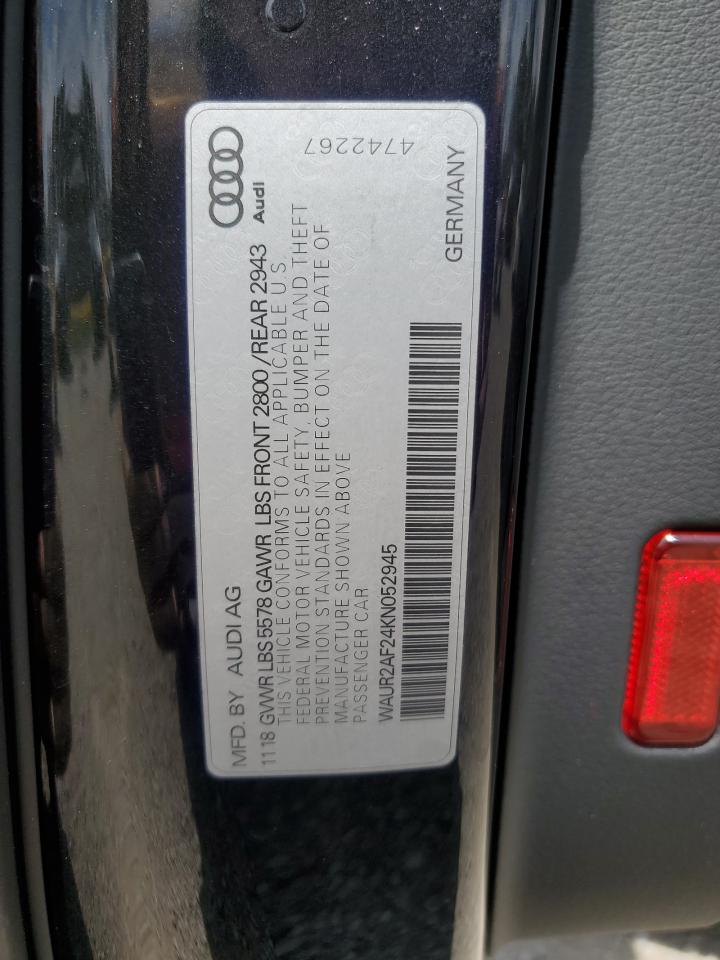 MFD. BY AUDI AG
Audi
11 18 GVWR LBS 5578 GAWR LBS FRONT 2800 / REAR 2943
THIS VEHICLE CONFORMS TO ALL APPLICABLE U S
FEDERAL MOTOR VEHICLE SAFETY, BUMPER AND THEFT
PREVENTION STANDARDS IN EFFECT ON THE DATE OF
MANUFACTURE SHOWN ABOVE
PASSENGER CAR
4742267
WAUR2AF24KN052945
GERMANY